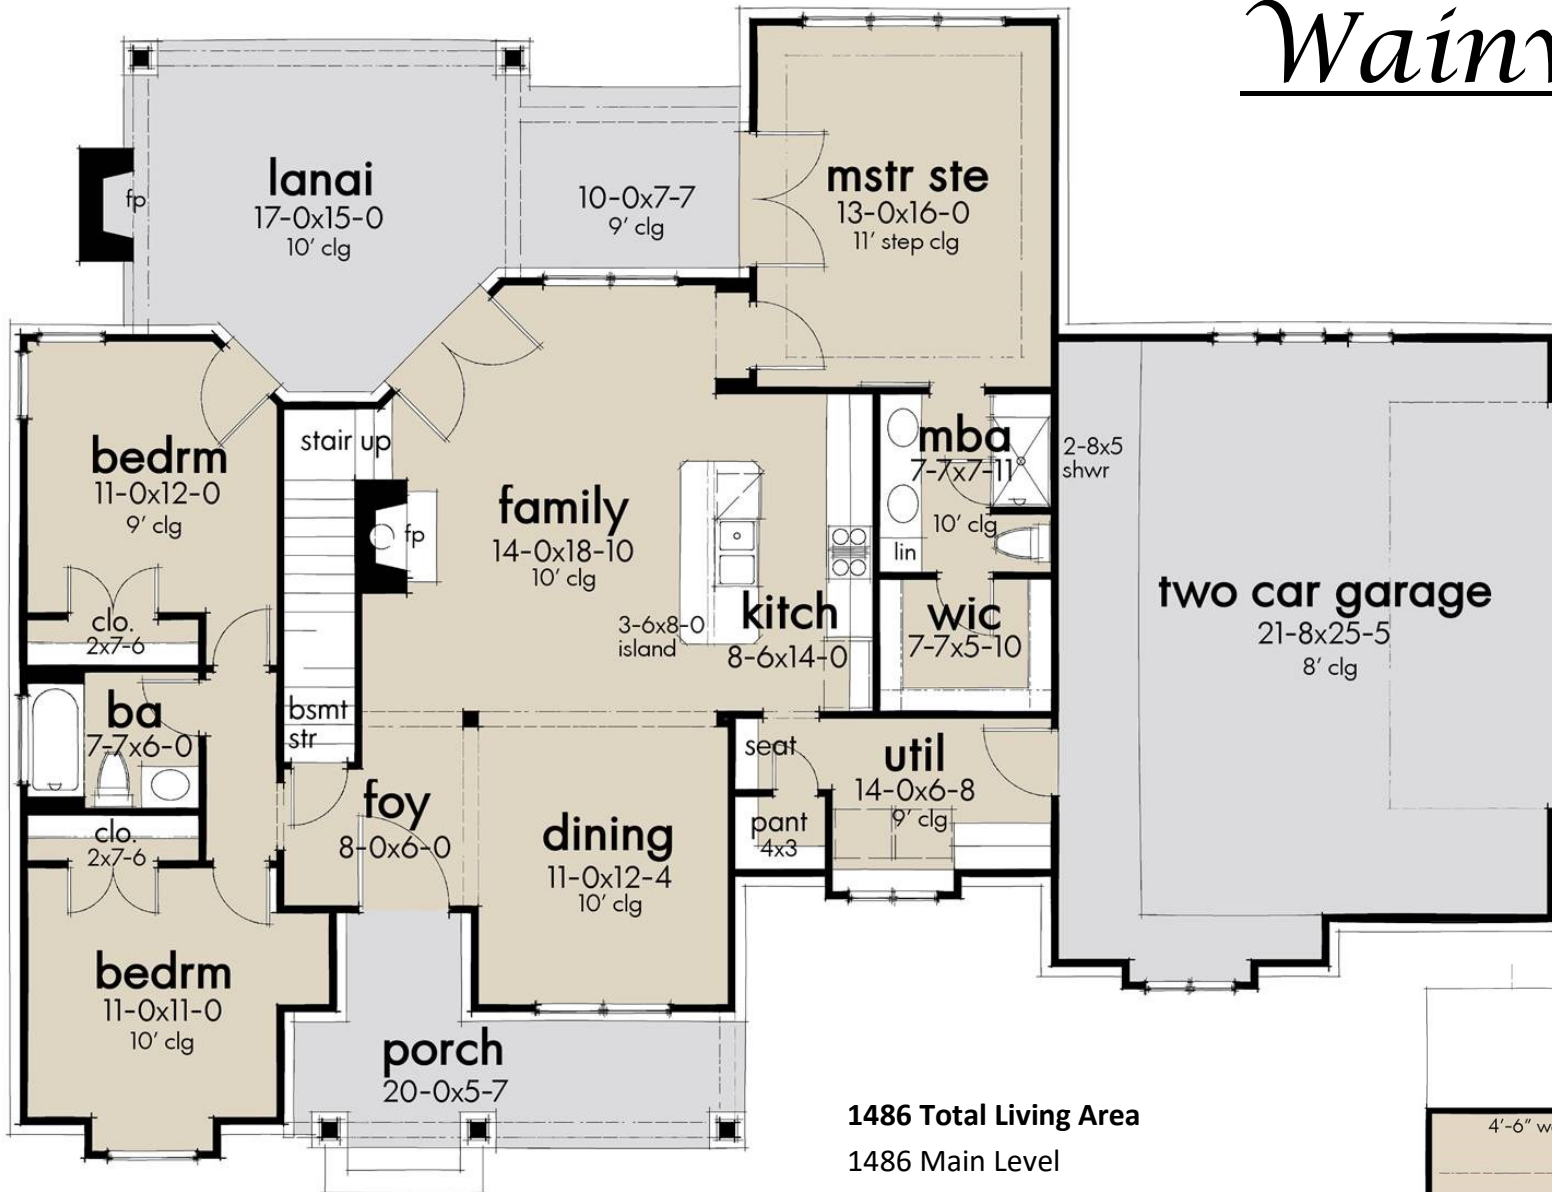 Wainw
lanai
17-0x15-0
10' clg
fp
10-0x7-7
9' clg
mstr ste
13-0x16-0
11' step clg
bedrm
11-0x12-0
9' clg
stair up
family
14-0x18-10
10' clg
fp
mba
7-7x7-11
10' clg
lin
2-8x5
shwr
two car garage
21-8x25-5
8' clg
clo.
2x7-6
3-6x8-0
island
kitch
8-6x14-0
wic
7-7x5-10
ba
7-7x6-0
bsmt
str
seat
util
14-0x6-8
9' clg
foy
8-0x6-0
dining
11-0x12-4
10' clg
pant
4x3
clo.
2x7-6
bedrm
11-0x11-0
10' clg
porch
20-0x5-7
1486 Total Living Area
1486 Main Level
4'-6"